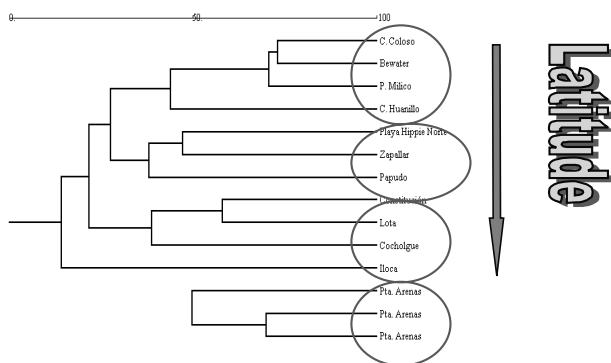 0. 50. 100
C. Coloso
Bewater
P. Milico
C. Huanillo
Playa Hippie Norte
Zapallar
Papudo
Constitución
Lota
Cocholgue
Iloca
Pta. Arenas
Pta. Arenas
Pta. Arenas
Latitude